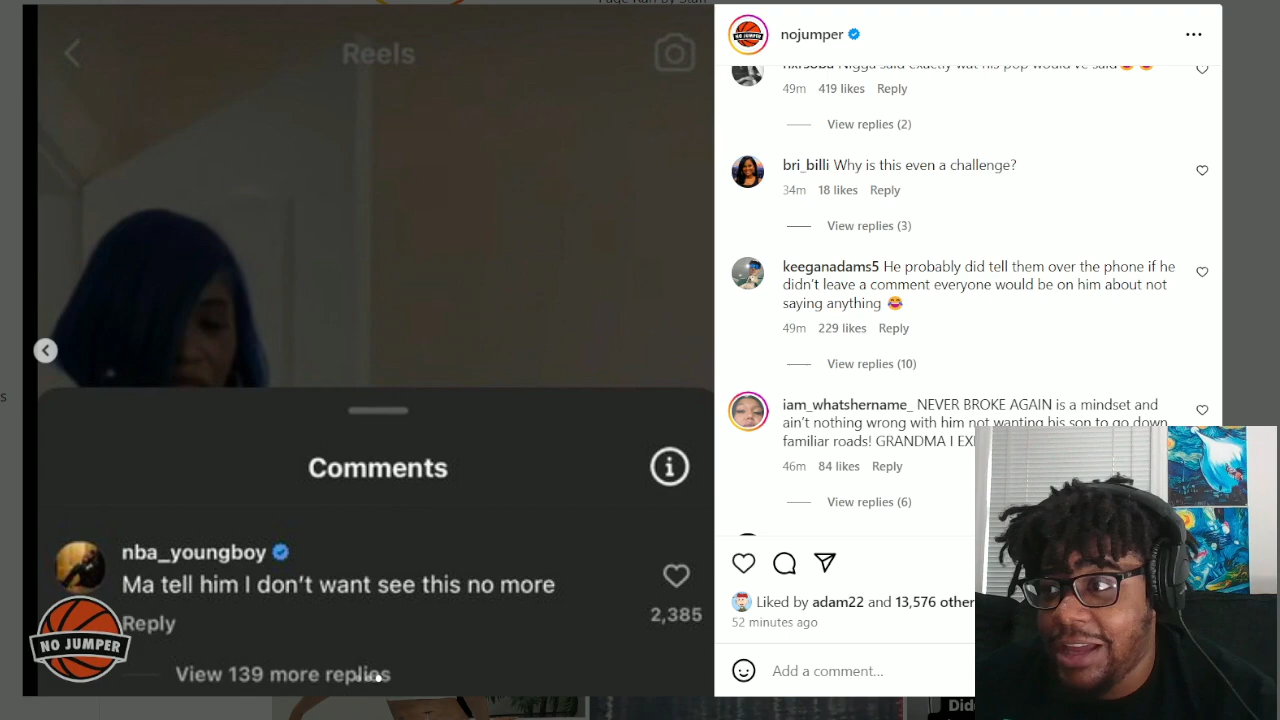 Page Run By Staff
Reels
nojumper
said exactly wat his pop would've said
49m 419 likes Reply
View replies (2)
bri_billi Why is this even a challenge?
34m 18 likes Reply
View replies (3)
keeganadams5 He probably did tell them over the phone if he
didn't leave a comment everyone would be on him about not
saying anything 😂
49m 229 likes Reply
View replies (10)
iam_whatshername_ NEVER BROKE AGAIN is a mindset and
ain't nothing wrong with him not wanting his son to go down
familiar roads! GRANDMA I
46m 84 likes Reply
View replies (6)
Comments
nba_youngboy
Ma tell him I don't want see this no more
2,385
Reply
View 139 more replies
NO JUMPER
NO JUMPER
Liked by adam22 and 13,576
52 minutes ago
Add a comment...